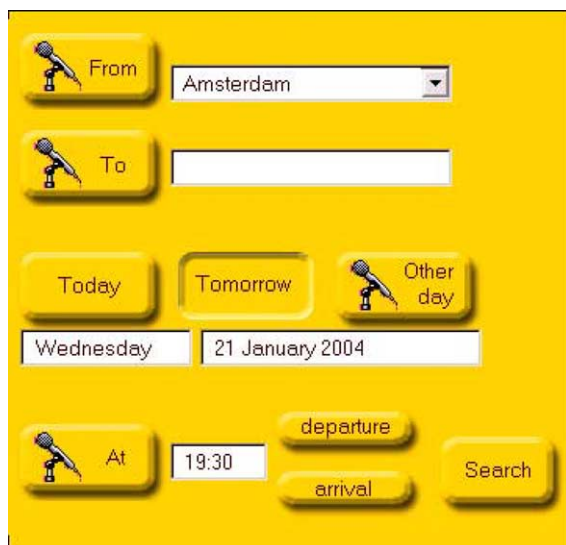 From
Amsterdam
To
Today
Tomorrow
Other
day
Wednesday
21 January 2004
At
19:30
departure
arrival
Search